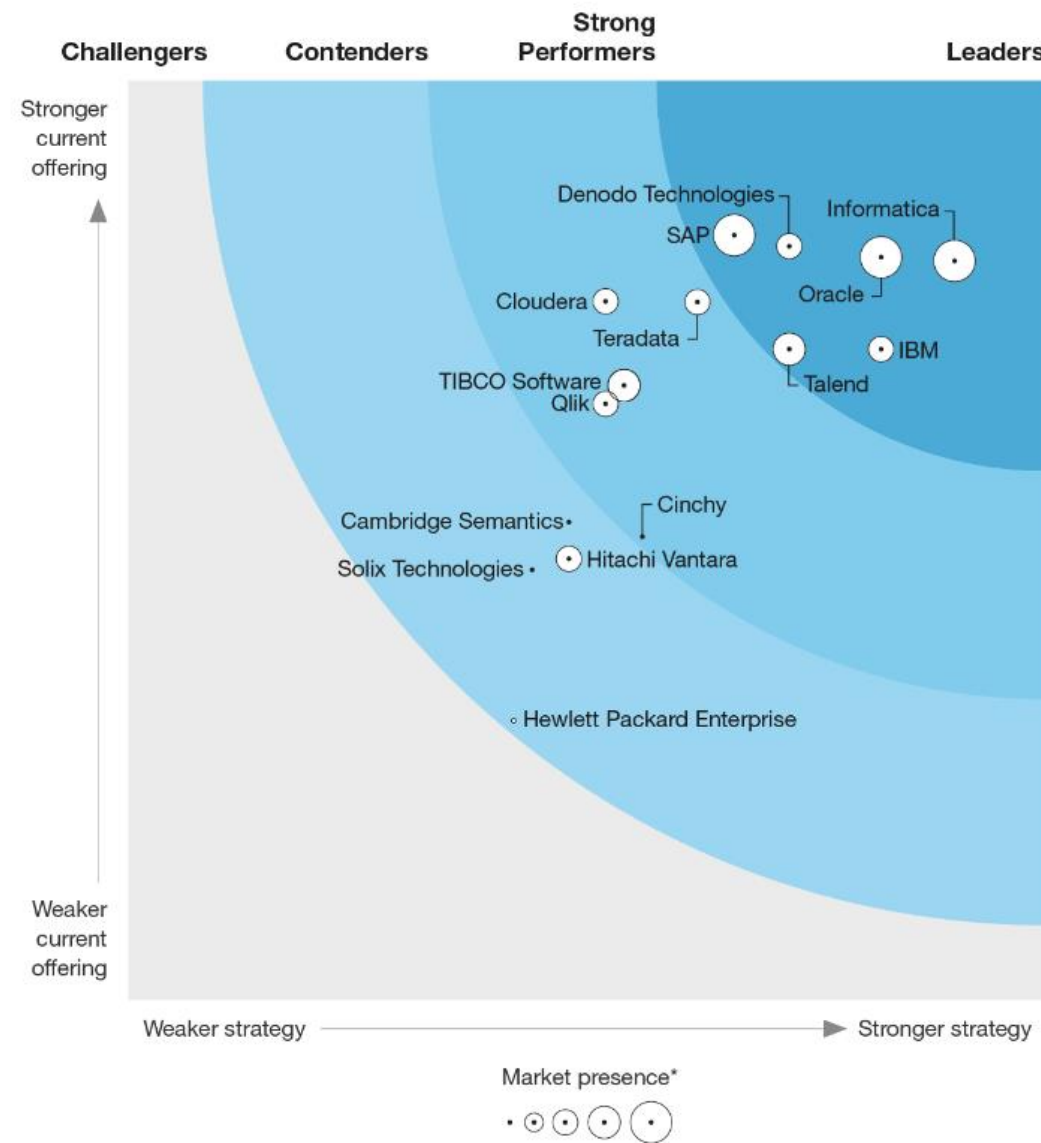 Challengers
Contenders
Strong
Performers
Leaders
Stronger
current
offering
Denodo Technologies
Informatica
SAP
Oracle
Cloudera
Teradata
IBM
Talend
TIBCO Software
Qlik
Cinchy
Cambridge Semantics
Hitachi Vantara
Solix Technologies
Hewlett Packard Enterprise
Weaker
current
offering
Weaker strategy
Stronger strategy
Market presence*